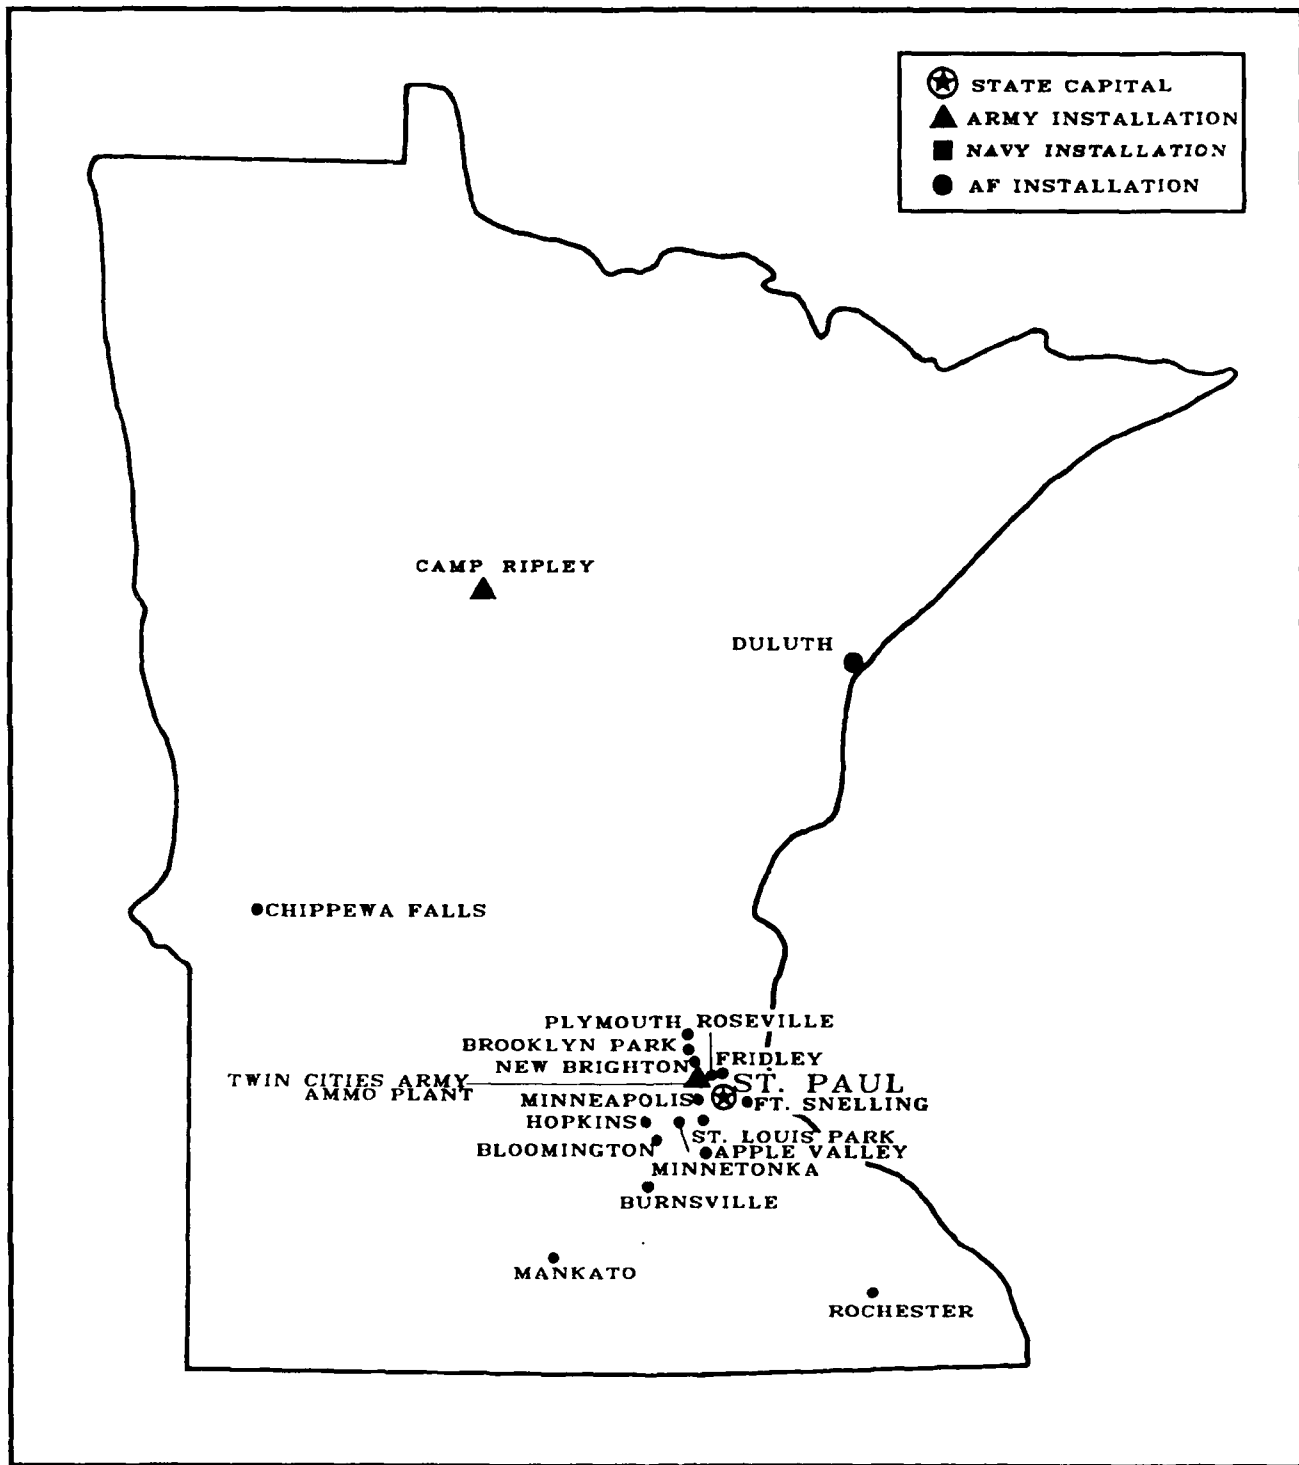 STATE CAPITAL
ARMY INSTALLATION
NAVY INSTALLATION
AF INSTALLATION
CAMP RIPLEY
DULUTH
CHIPPEWA FALLS
PLYMOUTH ROSEVILLE
BROOKLYN PARK
NEW BRIGHTON FRIDLEY
TWIN CITIES ARMY
AMMO PLANT
ST. PAUL
MINNEAPOLIS FT. SNELLING
HOPKINS
ST. LOUIS PARK
BLOOMINGTON APPLE VALLEY
MINNETONKA
BURNSVILLE
MANKATO
ROCHESTER